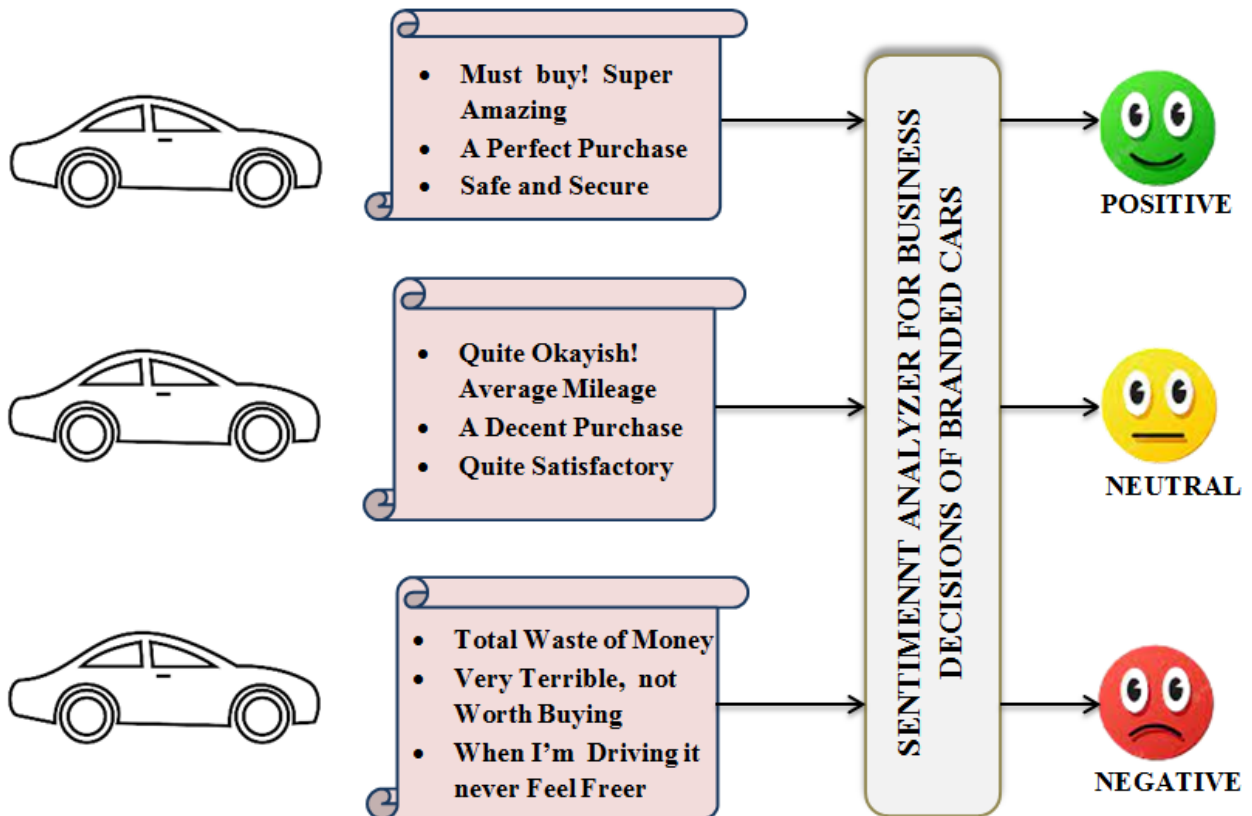 • Must buy! Super
Amazing
• A Perfect Purchase
• Safe and Secure
POSITIVE
• Quite Okayish!
Average Mileage
• A Decent Purchase
• Quite Satisfactory
NEUTRAL
• Total Waste of Money
• Very Terrible, not
Worth Buying
• When I'm Driving it
never Feel Freer
NEGATIVE
SENTIMENNT ANALYZER FOR BUSINESS
DECISIONS OF BRANDED CARS